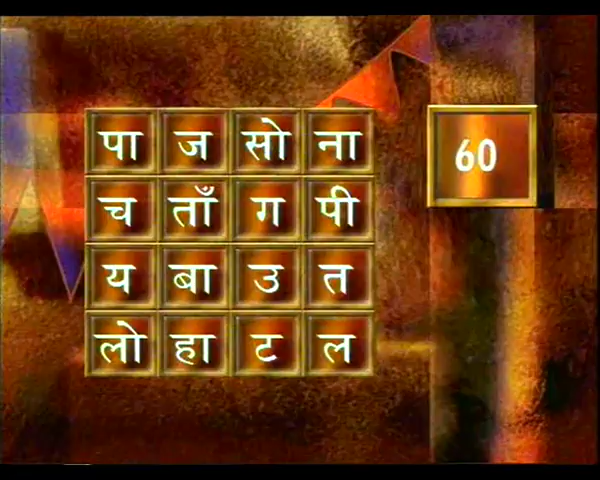 पा ज सो ना
60
च ताँ ग पी
य बा उ त
लो हा ट ल